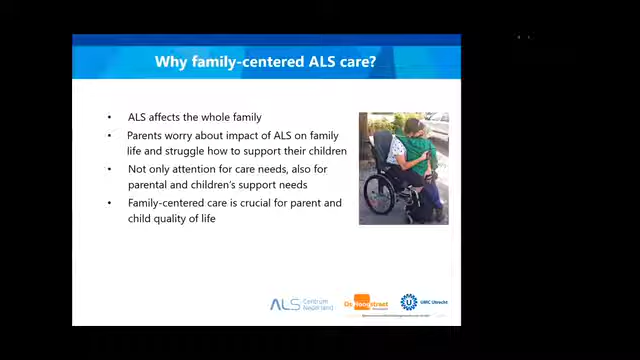 Why family-centered ALS care?
• ALS affects the whole family
• Parents worry about impact of ALS on family
life and struggle how to support their children
• Not only attention for care needs, also for
parental and children's support needs
• Family-centered care is crucial for parent and
child quality of life
ALS Centrum
Nederland
De Hoogstraat
UMC Utrecht